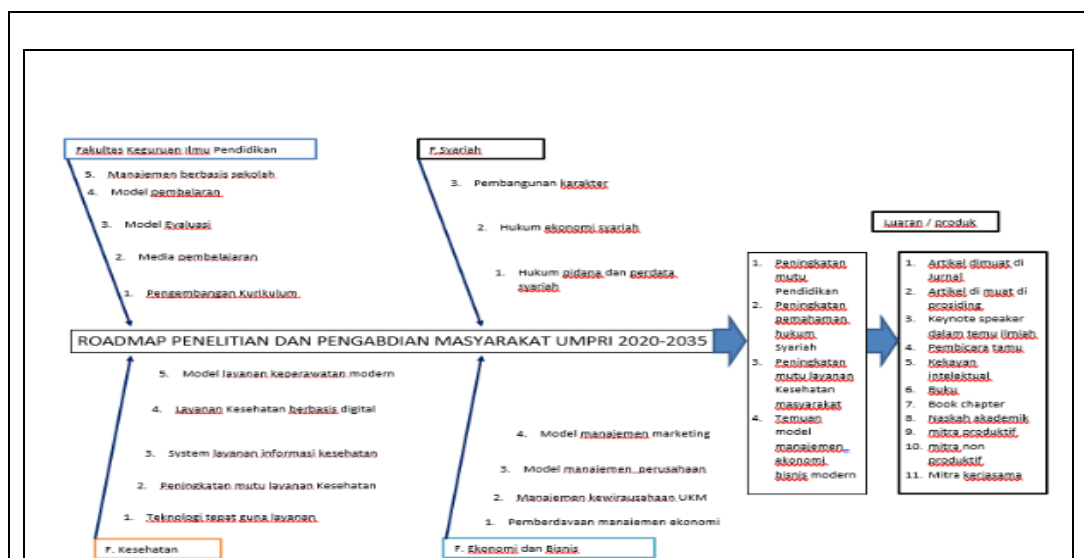 Fakultas Keguruan Ilmu Pendidikan
5. Manajemen berbasis sekolah
4. Model pembelaran
3. Model Evaluasi
2. Media pembelajaran
1. Pengembangan Kurikulum
F.Syariah
3. Pembangunan karakter
2. Hukum ekonomi syariah
1. Hukum pidana dan perdata
syariah
ROADMAP PENELITIAN DAN PENGABDIAN MASYARAKAT UMPRI 2020-2035
5. Model layanan keperawatan modern
4. Layanan Kesehatan berbasis digital
3. System layanan informasi kesehatan
2. Peningkatan mutu layanan Kesehatan
1. Teknologi tepat guna layanan
F. Kesehatan
4. Model manajemen marketing
3. Model manajemen perusahaan
2. Manajemen kewirausahaan UKM
1. Pemberdayaan manajemen ekonomi
F. Ekonomi dan Bisnis
1. Peningkatan
mutu
Pendidikan
2. Peningkatan
pemahaman
hukum
Syariah
3. Peningkatan
mutu layanan
Kesehatan
masyarakat
4. Temuan
model
manajemen
ekonomi
bisnis modern
Luaran / produk
1. Artikel dimuat di
Jurnal
2. Artikel di muat di
prosiding
3. Keynote speaker
dalam temu ilmiah
4. Pembicara tamu
5. Kekayan
intelektual
6. Buku
7. Book chapter
8. Naskah akademik
9. mitra produktif
10. mitra non
produktif
11. Mitra kerjasama